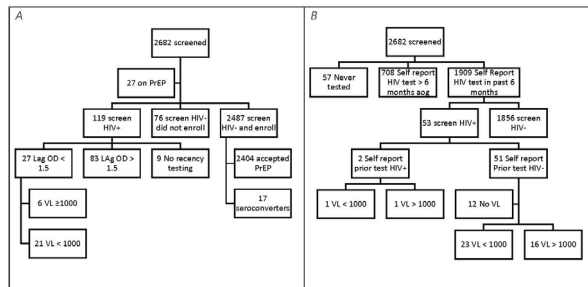 A
2682 screened
27 on PrEP
119 screen
HIV+
76 screen HIV-
did not enroll
2487 screen
HIV- and enroll
27 Lag OD <
1.5
83 LAg OD >
1.5
9 No recency
testing
2404 accepted
PrEP
6 VL ≥1000
17
seroconverters
21 VL < 1000
B
2682 screened
57 Never
tested
708 Self report
HIV test > 6
months aog
1909 Self Report
HIV test in past 6
months
53 screen HIV+
1856 screen
HIV-
2 Self report
prior test HIV+
51 Self report
Prior test HIV-
1 VL < 1000
1 VL > 1000
12 No VL
23 VL < 1000
16 VL > 1000